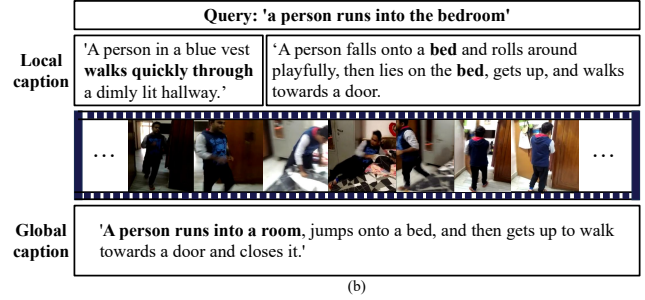 Query: 'a person runs into the bedroom'
Local
caption
'A person in a blue vest
walks quickly through
a dimly lit hallway.'
‘A person falls onto a bed and rolls around
playfully, then lies on the bed, gets up, and walks
towards a door.
...
...
Global
caption
'A person runs into a room, jumps onto a bed, and then gets up to walk
towards a door and closes it.'
(b)